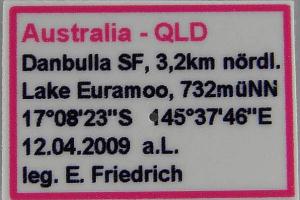 Australia - QLD
Danbulla SF, 3,2km nördl.
Lake Euramoo, 732müNN
17°08'23"S 145°37'46"E
12.04.2009 a.L.
leg. E. Friedrich